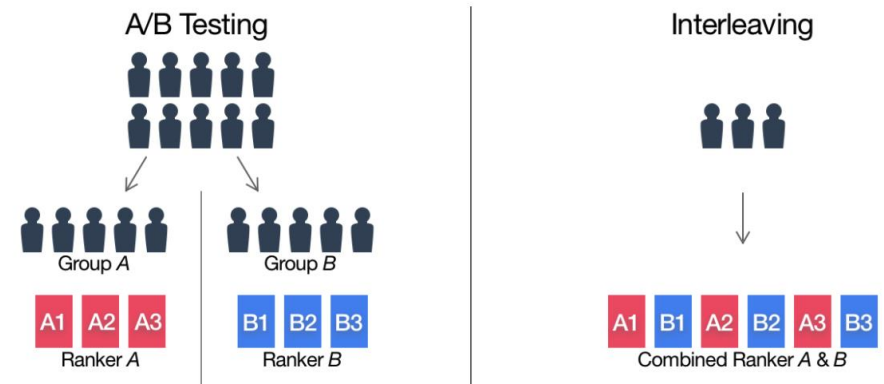 A/B Testing
Group A
Group B
A1 A2 A3
B1 B2 B3
Ranker A
Ranker B
Interleaving
A1 B1 A2 B2 A3 B3
Combined Ranker A & B